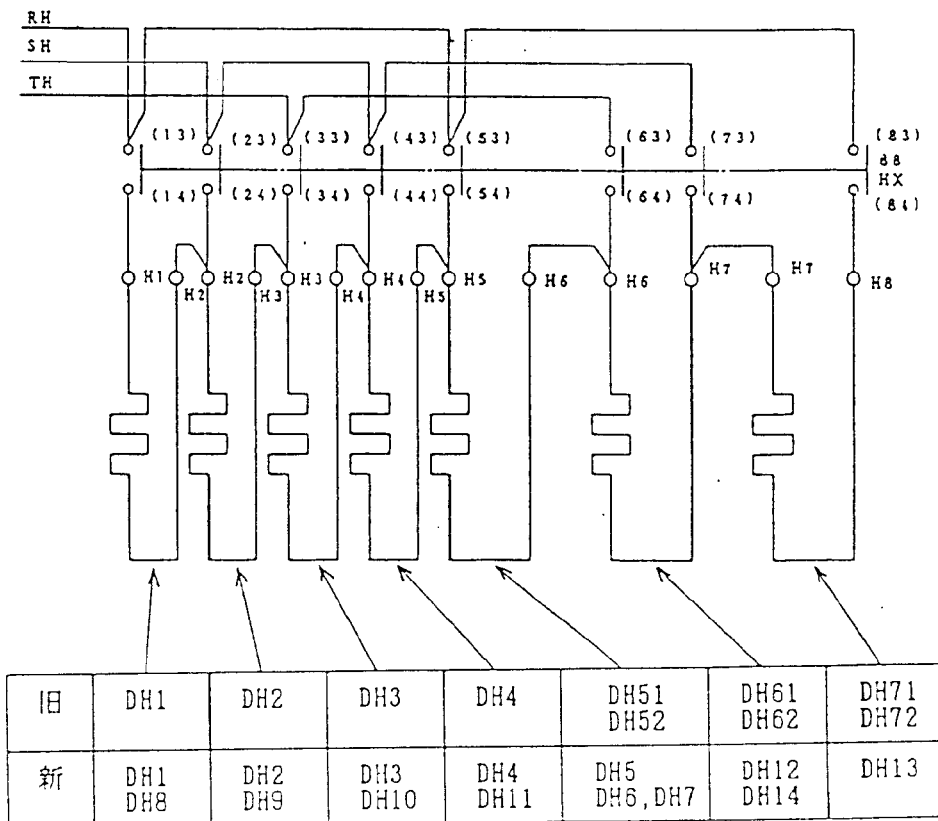 RH
SH
TH
(13) (23) (33) (43) (53) (63) (73) (83)
88
HX
(14) (24) (34) (44) (54) (64) (74) (84)
H1 H2 H2 H3 H3 H4 H4 H5 H5 H6 H6 H7 H7 H8
旧 DH1 DH2 DH3 DH4 DH51 DH61 DH71
DH52 DH62 DH72
新 DH1 DH2 DH3 DH4 DH5 DH12 DH13
DH8 DH9 DH10 DH11 DH6,DH7 DH14